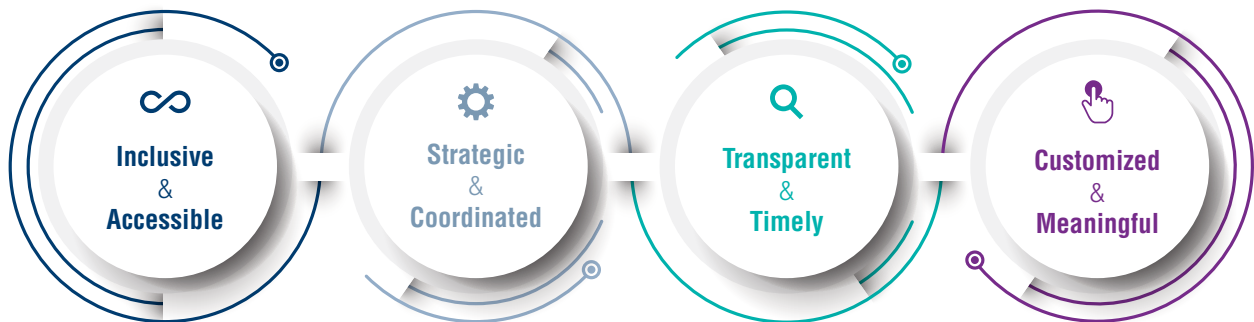 Inclusive
&
Accessible
Strategic
&
Coordinated
Transparent
&
Timely
Customized
&
Meaningful